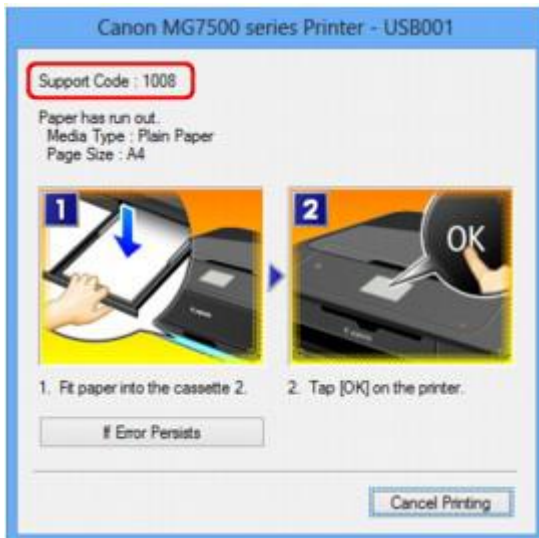 Canon MG7500 series Printer - USB001
Support Code : 1008
Paper has run out.
Media Type : Plain Paper
Page Size : A4
1
2
OK
Canon
Canon
1. Fit paper into the cassette 2.
2. Tap [OK] on the printer.
If Error Persists
Cancel Printing